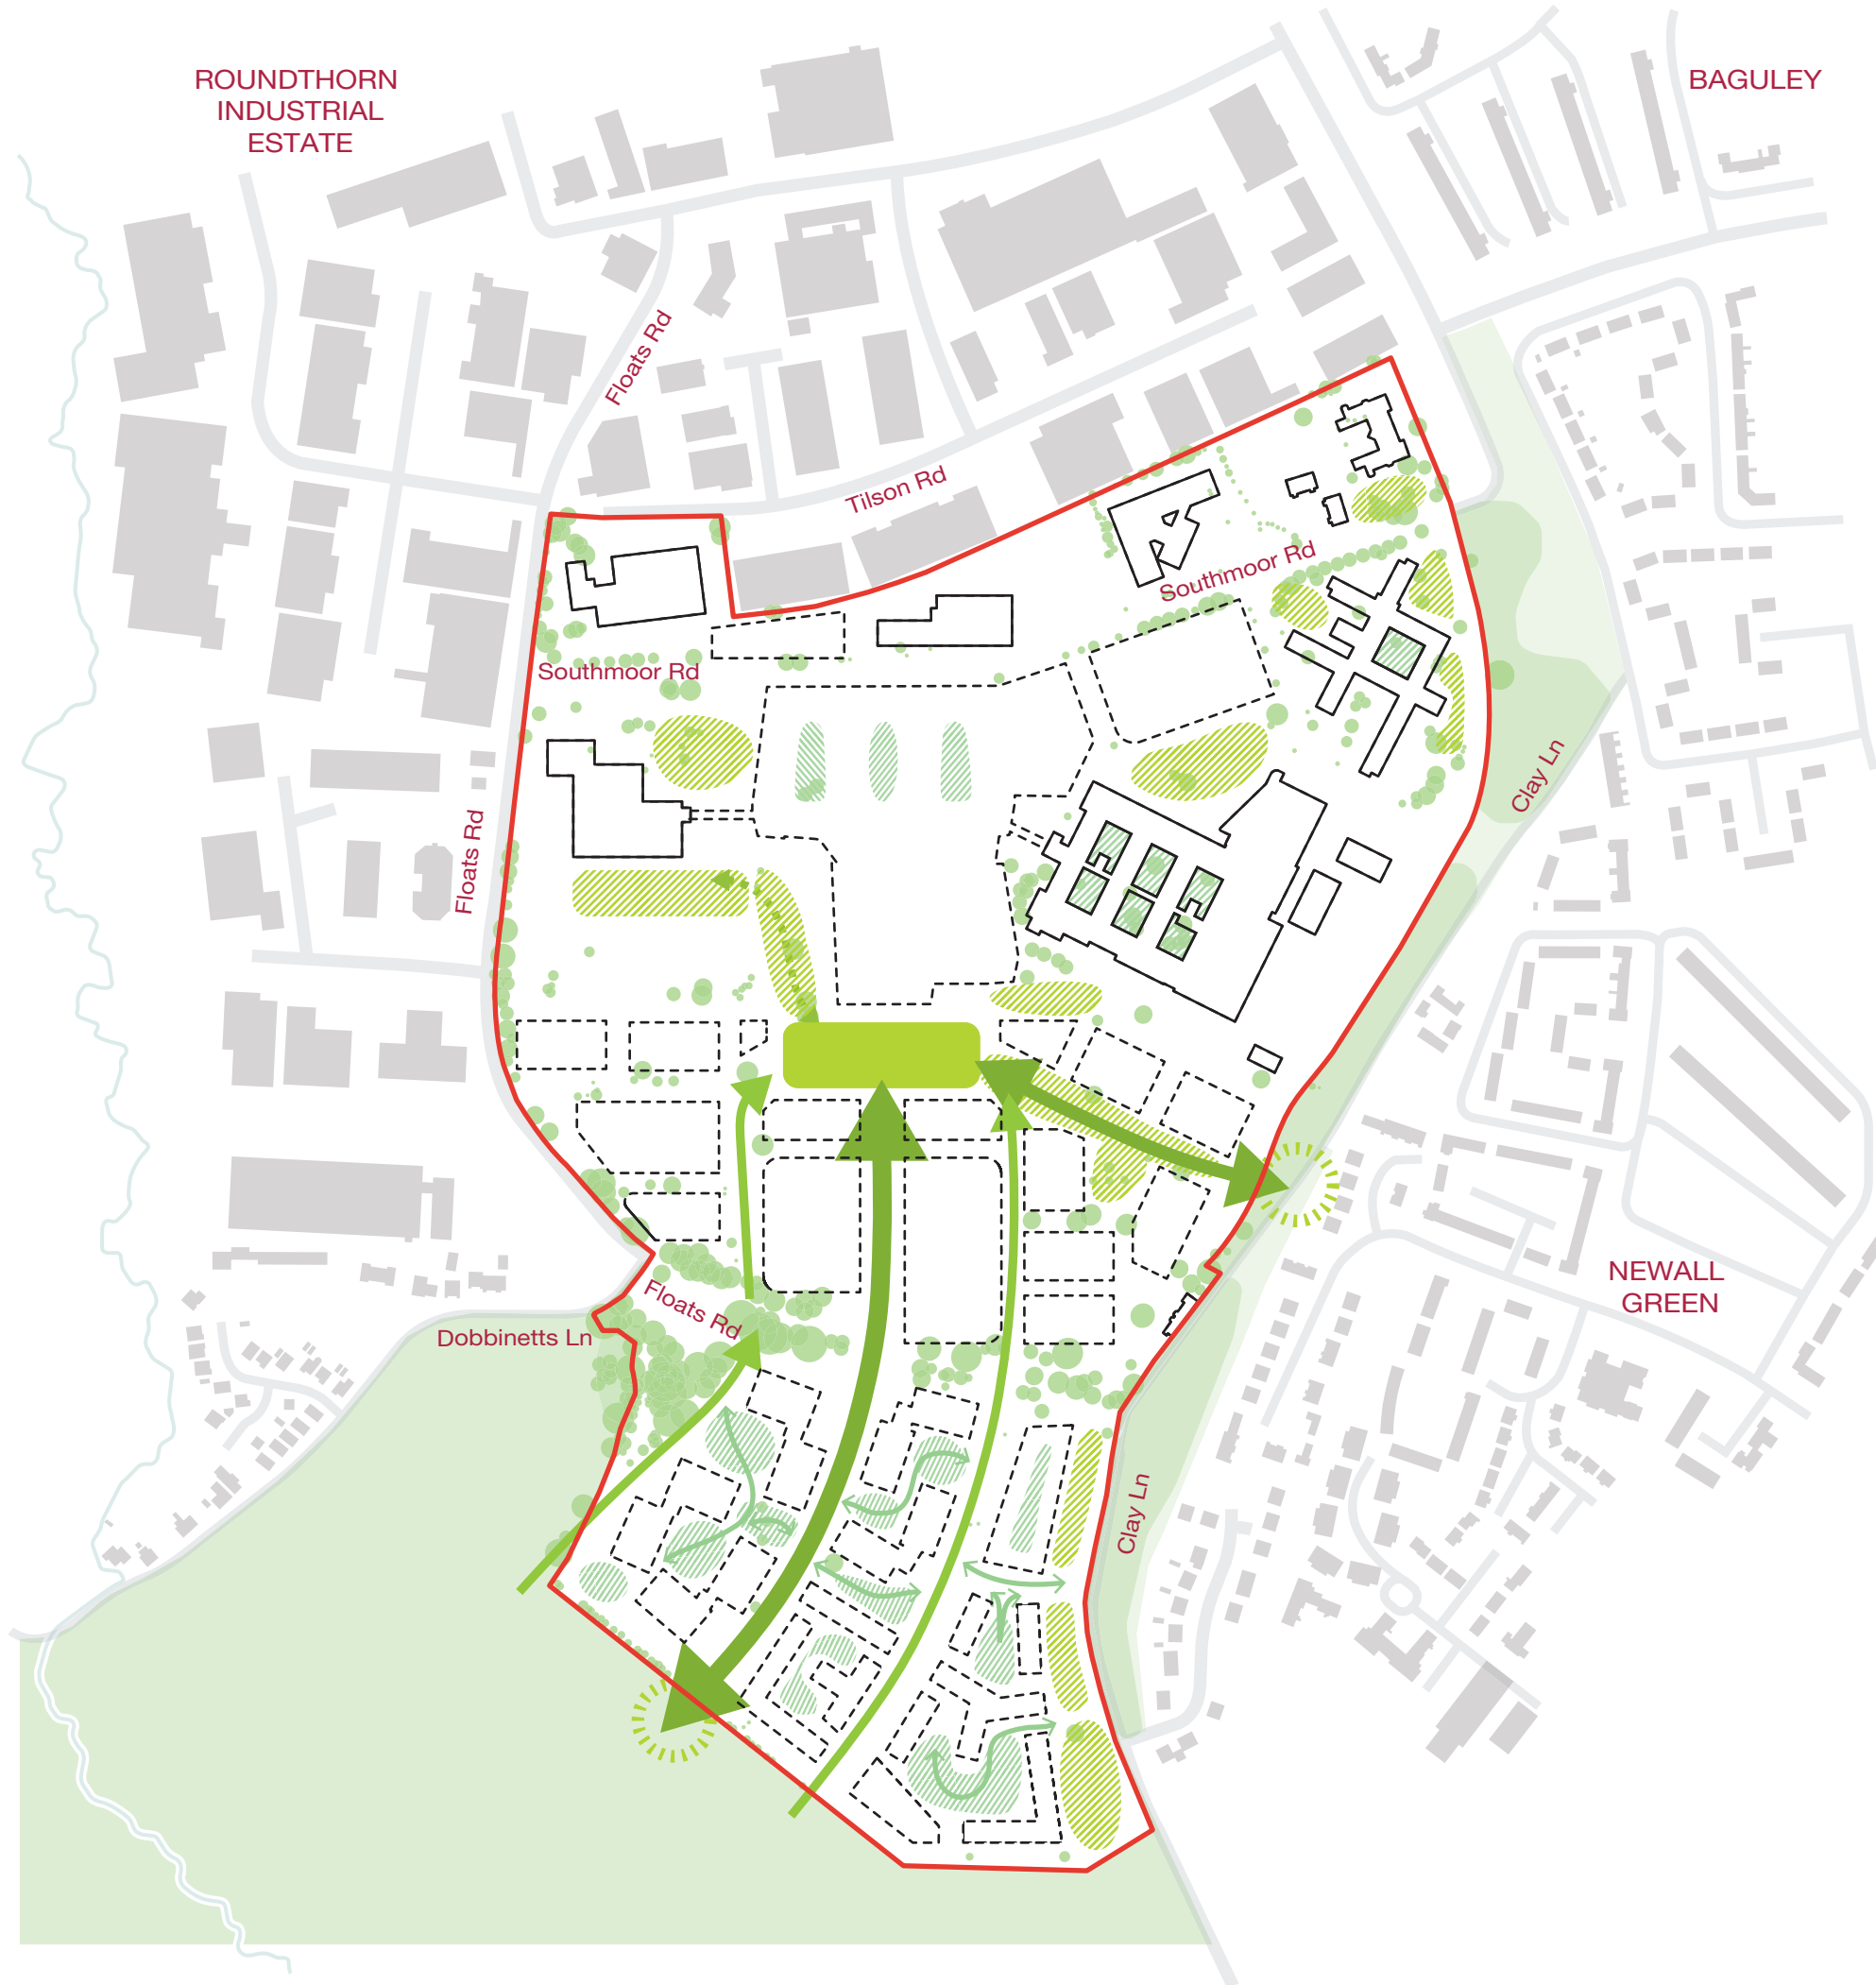 ROUNDTHORN
INDUSTRIAL
ESTATE
BAGULEY
Floats Rd
Tilson Rd
Southmoor Rd
Southmoor Rd
Clay Ln
Floats Rd
NEWALL
GREEN
Floats Rd
Dobbinetts Ln
Clay Ln